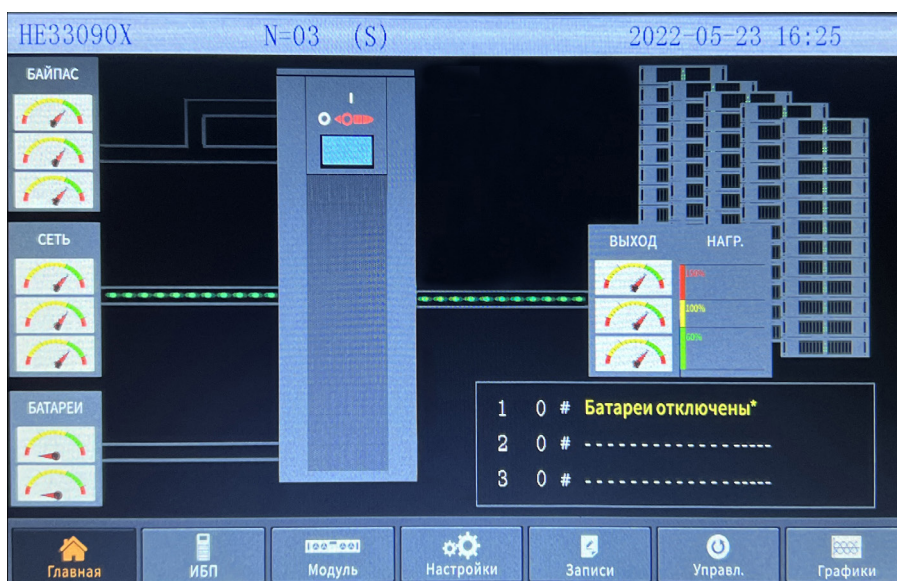 HE33090X N=03 (S) 2022-05-23 16:25
БАЙПАС
СЕТЬ
БАТАРЕИ
ВЫХОД НАГР.
150%
100%
60%
1 0 # Батареи отключены*
2 0 # - - - - - - - - - - - - - - - - - - - -
3 0 # - - - - - - - - - - - - - - - - - - - -
Главная ИБП Модуль Настройки Записи Управл. Графики